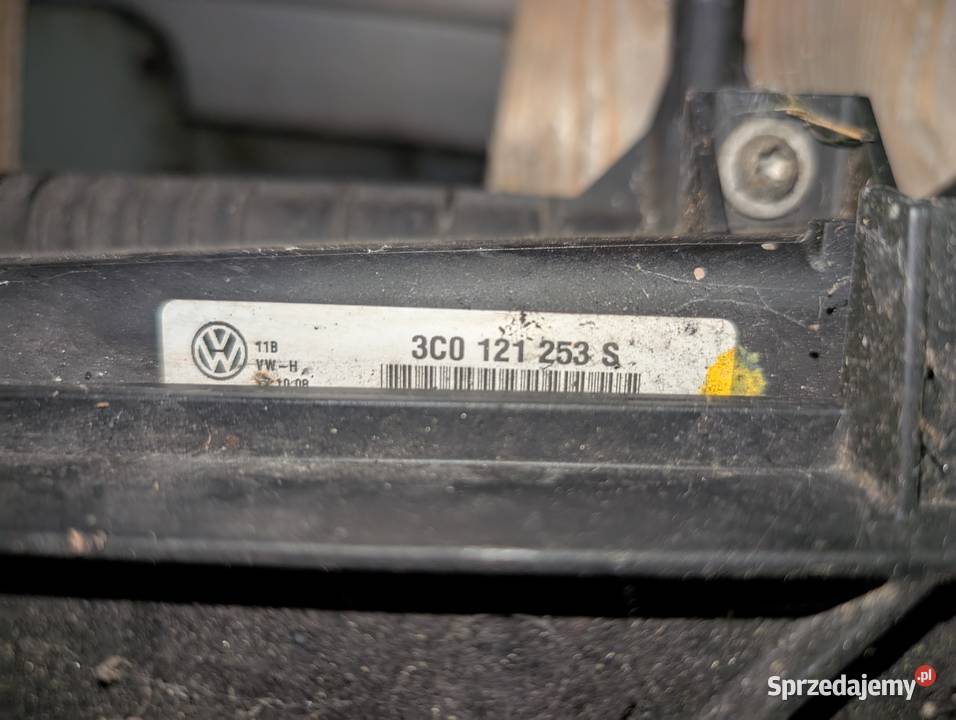 11B
3C0 121 253 S
VW-H
10 08
Sprzedajemy.pl